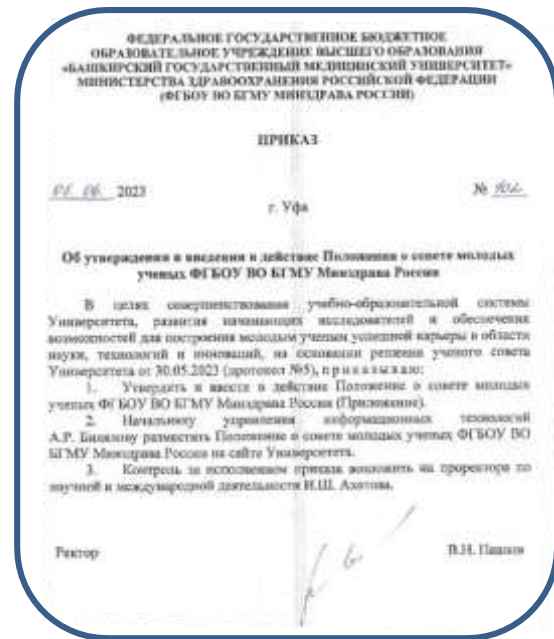 ФЕДЕРАЛЬНОЕ ГОСУДАРСТВЕННОЕ БЮДЖЕТНОЕ
ОБРАЗОВАТЕЛЬНОЕ УЧРЕЖДЕНИЕ ВЫСШЕГО ОБРАЗОВАНИЯ
«БАШКИРСКИЙ ГОСУДАРСТВЕННЫЙ МЕДИЦИНСКИЙ УНИВЕРСИТЕТ»
МИНИСТЕРСТВА ЗДРАВООХРАНЕНИЯ РОССИЙСКОЙ ФЕДЕРАЦИИ
(ФГБОУ ВО БГМУ МИНЗДРАВА РОССИИ)
ПРИКАЗ
2023
№
г. Уфа
Об утверждении и введении в действие Положения о совете молодых
ученых ФГБОУ ВО БГМУ Минздрава России
В целях совершенствования учебно-образовательной системы
Университета, развития начинающих исследователей и обеспечения
возможностей для построения молодым ученым успешной карьеры в области
науки, технологий и инноваций, на основании решения ученого совета
Университета от 30.05.2023 (протокол №5), п р и к а з ы в а ю:
1. Утвердить и ввести в действие Положение о совете молодых
ученых ФГБОУ ВО БГМУ Минздрава России (Приложение).
2. Начальнику управления информационных технологий
А.Р. Билялову разместить Положение о совете молодых ученых ФГБОУ ВО
БГМУ Минздрава России на сайте Университета.
3. Контроль за исполнением приказа возложить на проректора по
научной и международной деятельности И.Ш. Ахатова.
Ректор
В.Н. Павлов